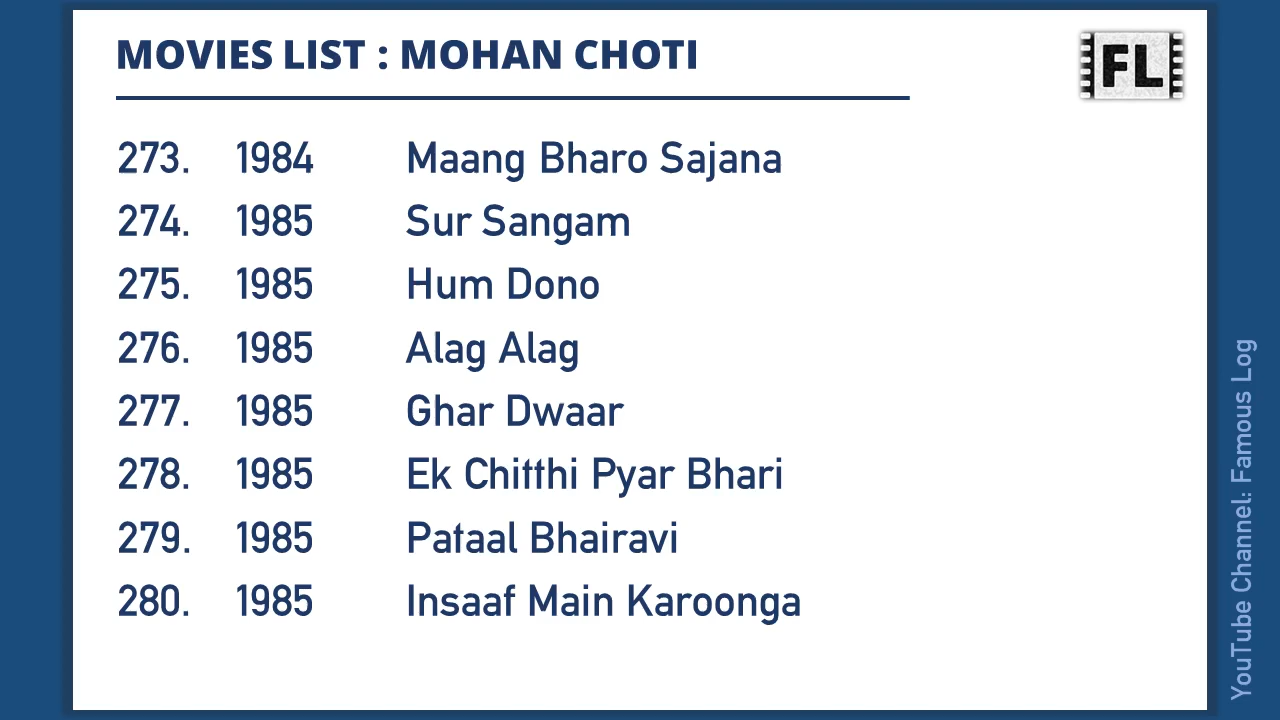 MOVIES LIST : MOHAN CHOTI
FL
273. 1984 Maang Bharo Sajana
274. 1985 Sur Sangam
275. 1985 Hum Dono
276. 1985 Alag Alag
277. 1985 Ghar Dwaar
278. 1985 Ek Chitthi Pyar Bhari
279. 1985 Pataal Bhairavi
280. 1985 Insaaf Main Karoonga
YouTube Channel: Famous Log